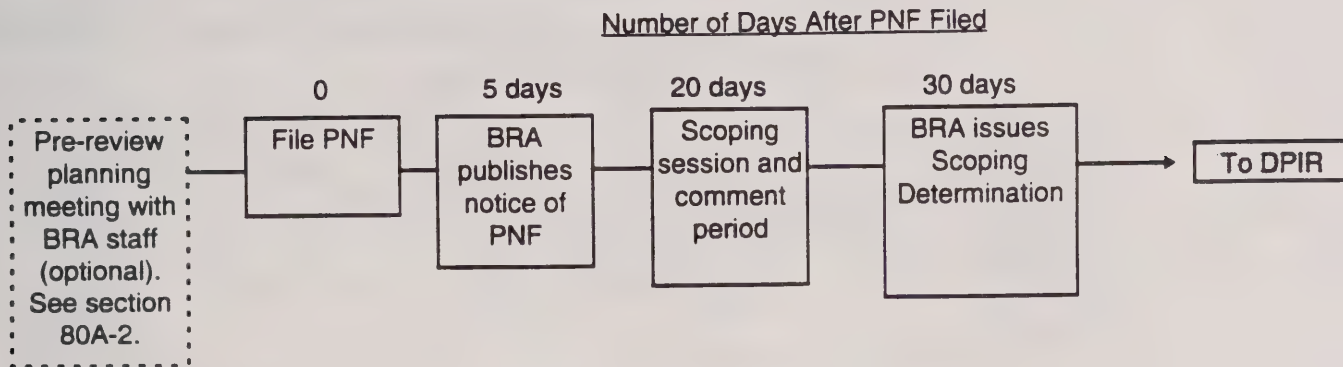 Number of Days After PNF Filed
0
5 days
20 days
30 days
Pre-review
planning
meeting with
BRA staff
(optional).
See section
80A-2.
File PNF
BRA
publishes
notice of
PNF
Scoping
session and
comment
period
BRA issues
Scoping
Determination
To DPIR